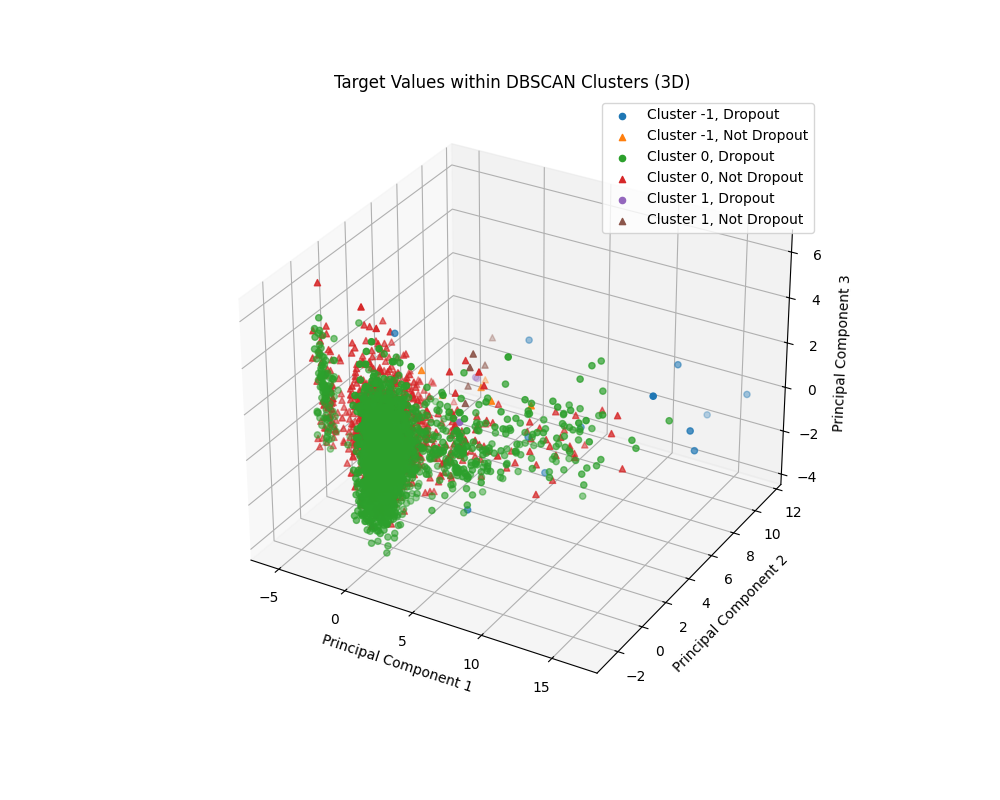 Target Values within DBSCAN Clusters (3D)
Cluster -1, Dropout
Cluster -1, Not Dropout
Cluster 0, Dropout
Cluster 0, Not Dropout
Cluster 1, Dropout
Cluster 1, Not Dropout
6
4
2
0
−2
−4
Principal Component 3
12
10
8
6
4
2
0
−2
Principal Component 2
−5
0
5
10
15
Principal Component 1